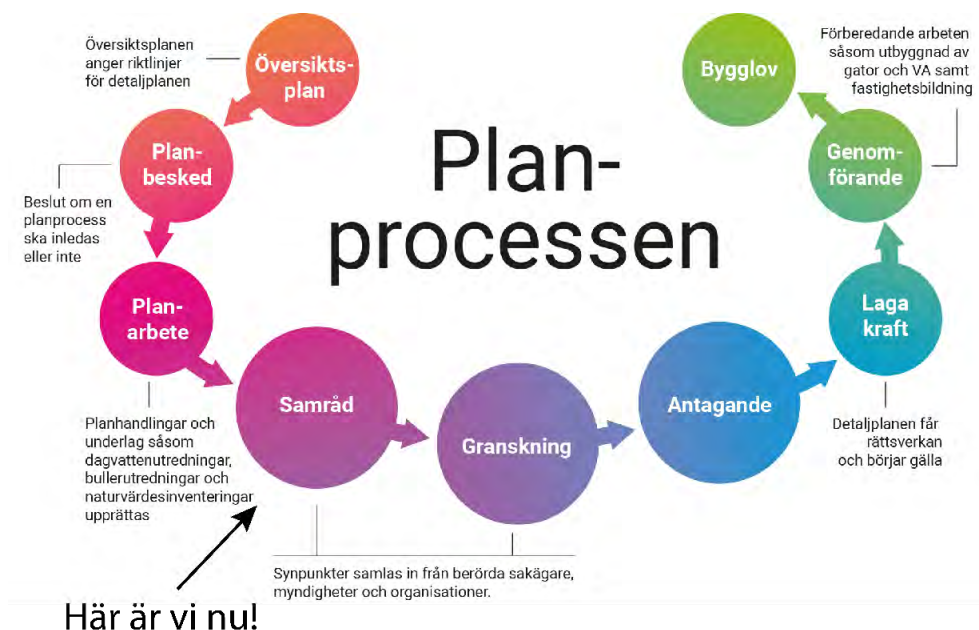 Plan-
processen
Översikts-
plan
Översiktsplanen
anger riktlinjer
för detaljplanen
Plan-
besked
Beslut om en
planprocess
ska inledas
eller inte
Plan-
arbete
Planhandlingar och
underlag såsom
dagvattenutredningar,
bullerutredningar och
naturvärdesinventeringar
upprättas
Samråd
Granskning
Synpunkter samlas in från berörda sakägare,
myndigheter och organisationer.
Antagande
Laga
kraft
Detaljplanen får
rättsverkan
och börjar gälla
Genom-
förande
Förberedande arbeten
såsom utbyggnad av
gator och VA samt
fastighetsbildning
Bygglov
Här är vi nu!